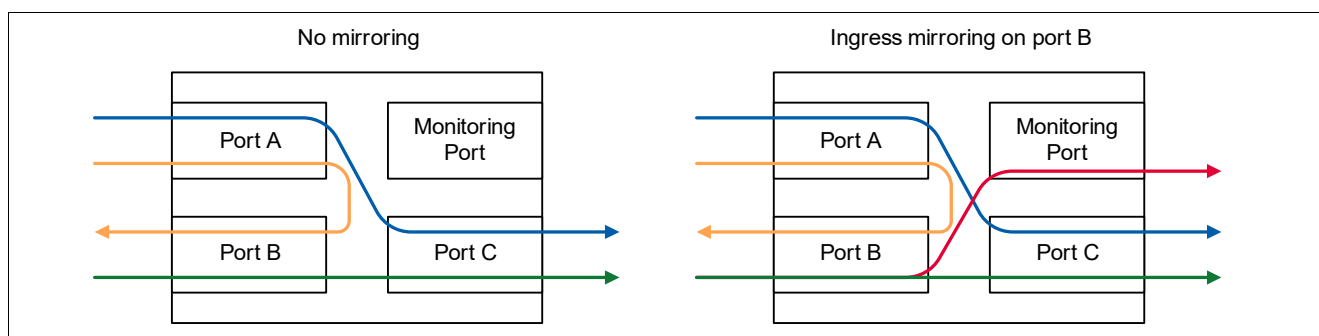 No mirroring
Ingress mirroring on port B
Port A
Monitoring
Port
Port B
Port C
Port A
Monitoring
Port
Port B
Port C